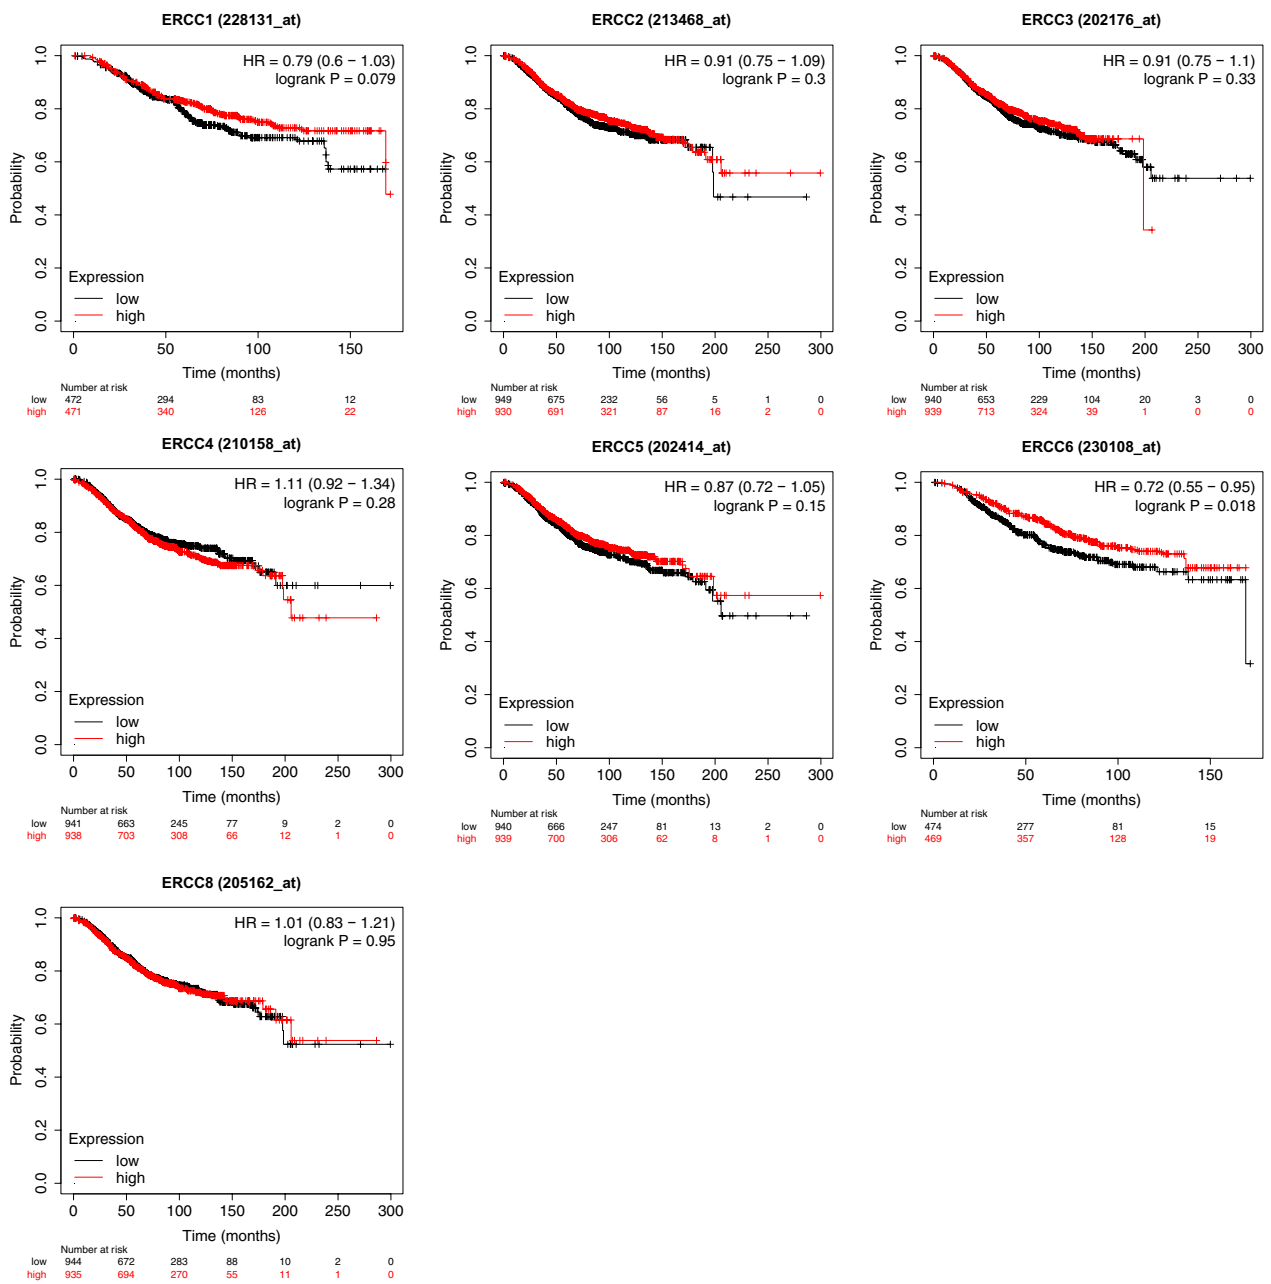 ERCC1 (228131_at)
HR = 0.79 (0.6 − 1.03)
logrank P = 0.079
Probability
0.0 0.2 0.4 0.6 0.8 1.0
Expression
low
high
0 50 100 150
Time (months)
Number at risk
low 472 294 83 12
high 471 340 126 22
ERCC2 (213468_at)
HR = 0.91 (0.75 − 1.09)
logrank P = 0.3
Probability
0.0 0.2 0.4 0.6 0.8 1.0
Expression
low
high
0 50 100 150 200 250 300
Time (months)
Number at risk
low 949 675 232 56 5 1 0
high 930 691 321 87 16 2 0
ERCC3 (202176_at)
HR = 0.91 (0.75 − 1.1)
logrank P = 0.33
Probability
0.0 0.2 0.4 0.6 0.8 1.0
Expression
low
high
0 50 100 150 200 250 300
Time (months)
Number at risk
low 940 653 229 104 20 3 0
high 939 713 324 39 1 0 0
ERCC4 (210158_at)
HR = 1.11 (0.92 − 1.34)
logrank P = 0.28
Probability
0.0 0.2 0.4 0.6 0.8 1.0
Expression
low
high
0 50 100 150 200 250 300
Time (months)
Number at risk
low 941 663 245 77 9 2 0
high 938 703 308 66 12 1 0
ERCC5 (202414_at)
HR = 0.87 (0.72 − 1.05)
logrank P = 0.15
Probability
0.0 0.2 0.4 0.6 0.8 1.0
Expression
low
high
0 50 100 150 200 250 300
Time (months)
Number at risk
low 940 666 247 81 13 2 0
high 939 700 306 62 8 1 0
ERCC6 (230108_at)
HR = 0.72 (0.55 − 0.95)
logrank P = 0.018
Probability
0.0 0.2 0.4 0.6 0.8 1.0
Expression
low
high
0 50 100 150
Time (months)
Number at risk
low 474 277 81 15
high 469 357 128 19
ERCC8 (205162_at)
HR = 1.01 (0.83 − 1.21)
logrank P = 0.95
Probability
0.0 0.2 0.4 0.6 0.8 1.0
Expression
low
high
0 50 100 150 200 250 300
Time (months)
Number at risk
low 944 672 283 88 10 2 0
high 935 694 270 55 11 1 0